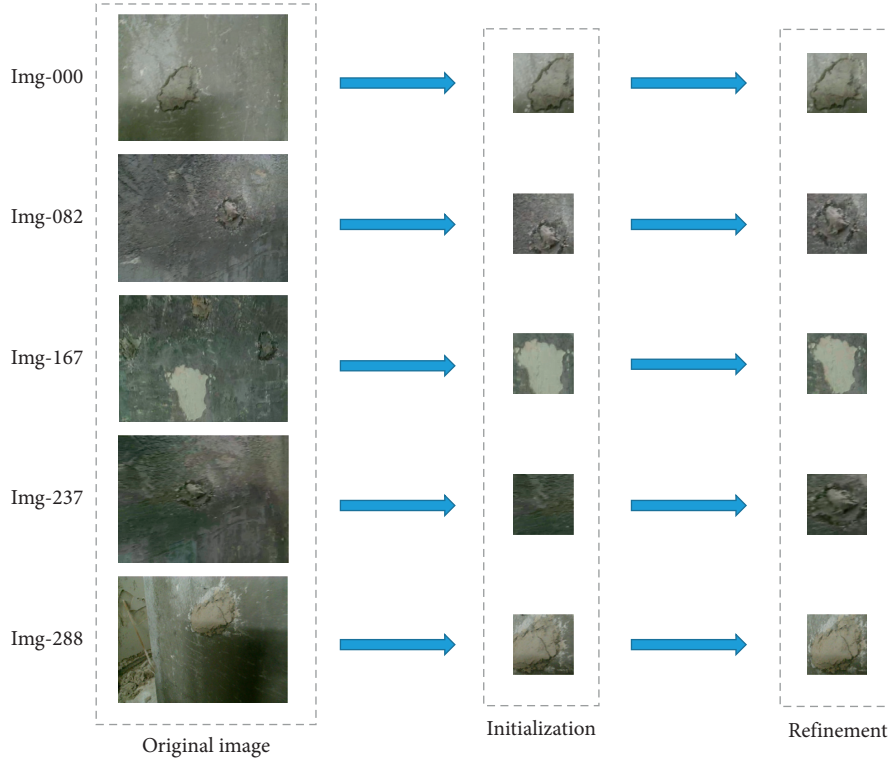 Img-000
Img-082
Img-167
Img-237
Img-288
Original image
Initialization
Refinement